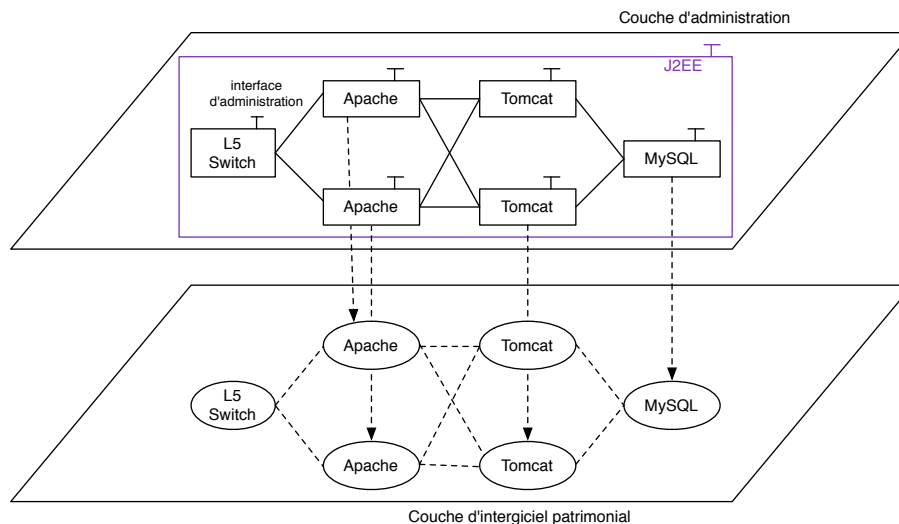 Couche d'administration
J2EE
interface
d'administration
Apache
Tomcat
L5
Switch
MySQL
Apache
Tomcat
Apache
Tomcat
L5
Switch
MySQL
Apache
Tomcat
Couche d'intergiciel patrimonial